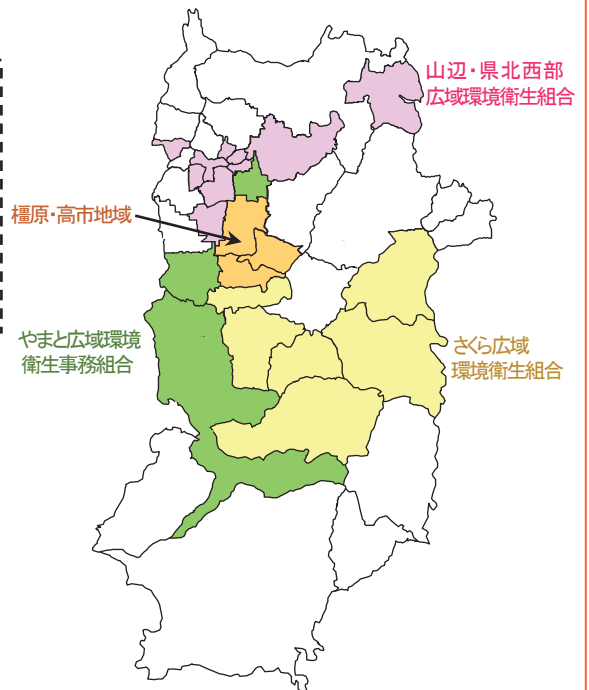 山辺・県北西部
広域環境衛生組合
橿原・高市地域
やまと広域環境
衛生事務組合
さくら広域
環境衛生組合